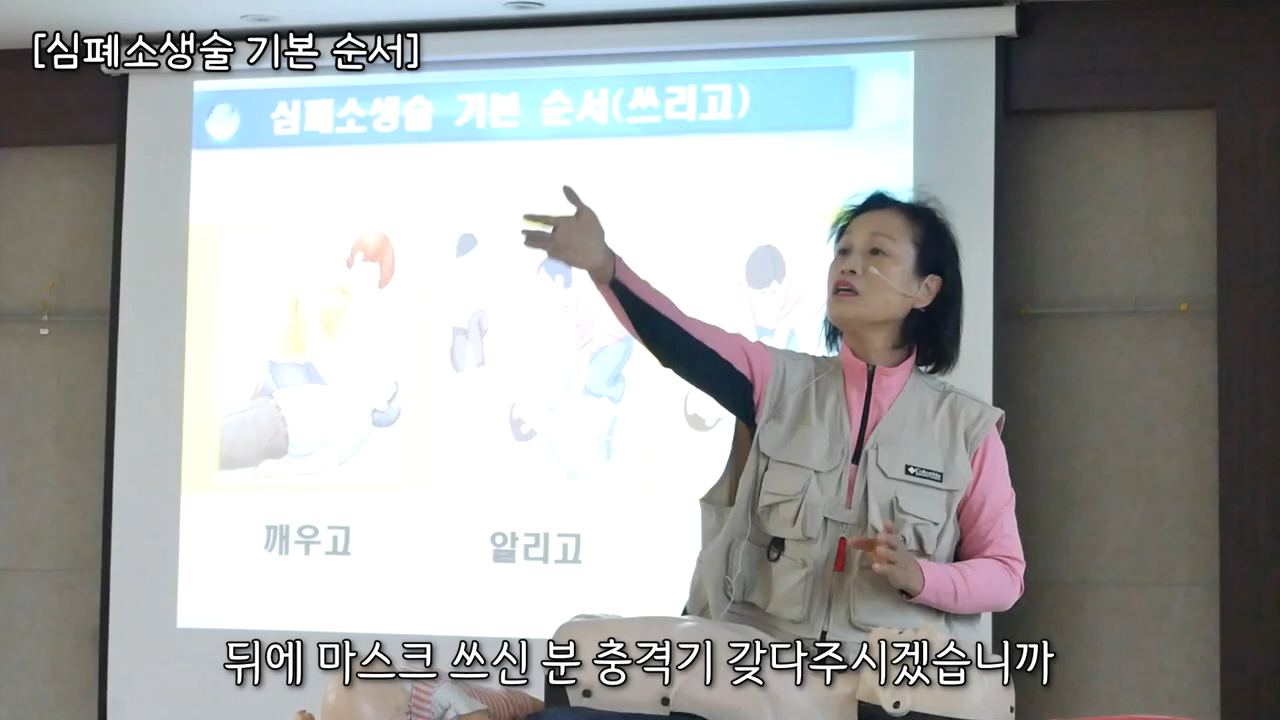 [심폐소생술 기본 순서]
심폐소생술 기본 순서(쓰리고)
Columbia
깨우고
알리고
뒤에 마스크 쓰신 분 충격기 갖다주시겠습니까